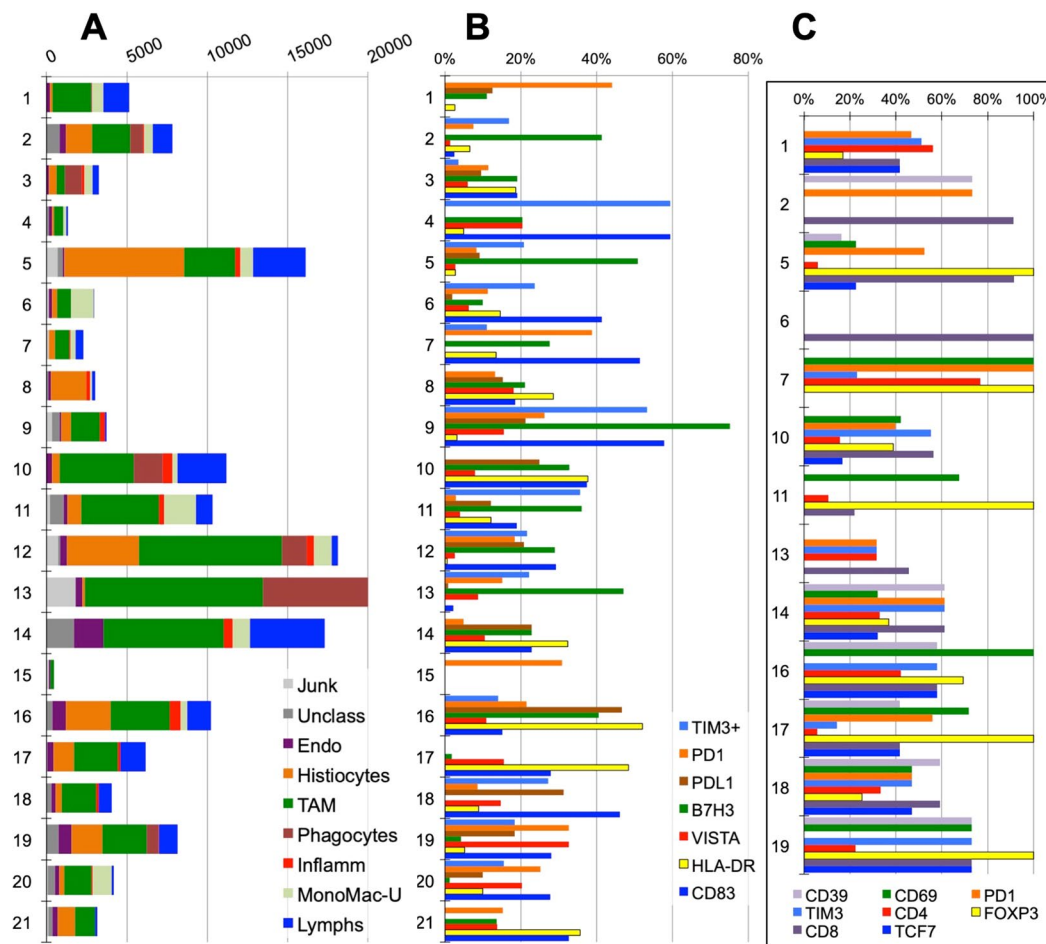 A
B
C
0
5000
10000
15000
20000
0% 20% 40% 60% 80%
0% 20% 40% 60% 80% 100%
1
2
3
4
5
6
7
8
9
10
11
12
13
14
15
16
17
18
19
20
21
Junk
Unclass
Endo
Histiocytes
TAM
Phagocytes
Inflamm
MonoMac-U
Lymphs
1
2
3
4
5
6
7
8
9
10
11
12
13
14
15
16
17
18
19
20
21
TIM3+
PD1
PDL1
B7H3
VISTA
HLA-DR
CD83
1
2
5
6
7
10
11
13
14
16
17
18
19
CD39 CD69 PD1
TIM3 CD4 FOXP3
CD8 TCF7